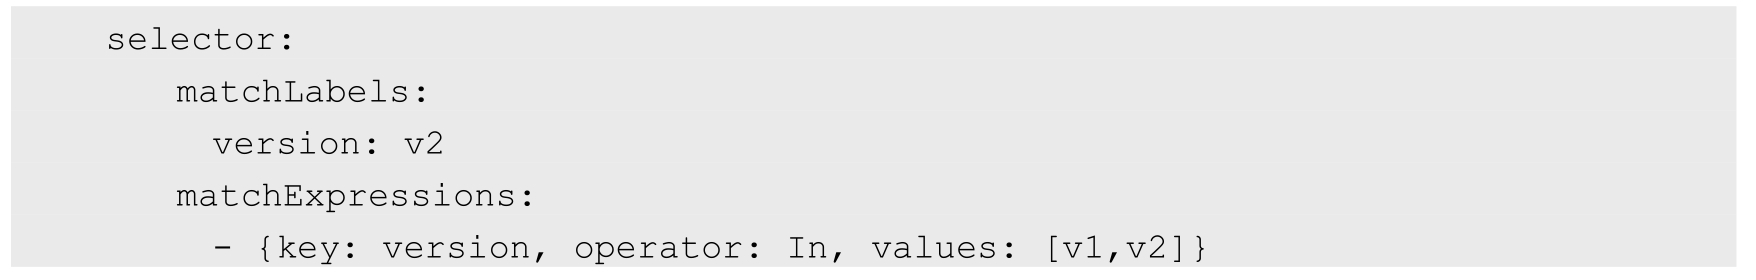 selector:
matchLabels:
version: v2
matchExpressions:
- {key: version, operator: In, values: [v1,v2]}